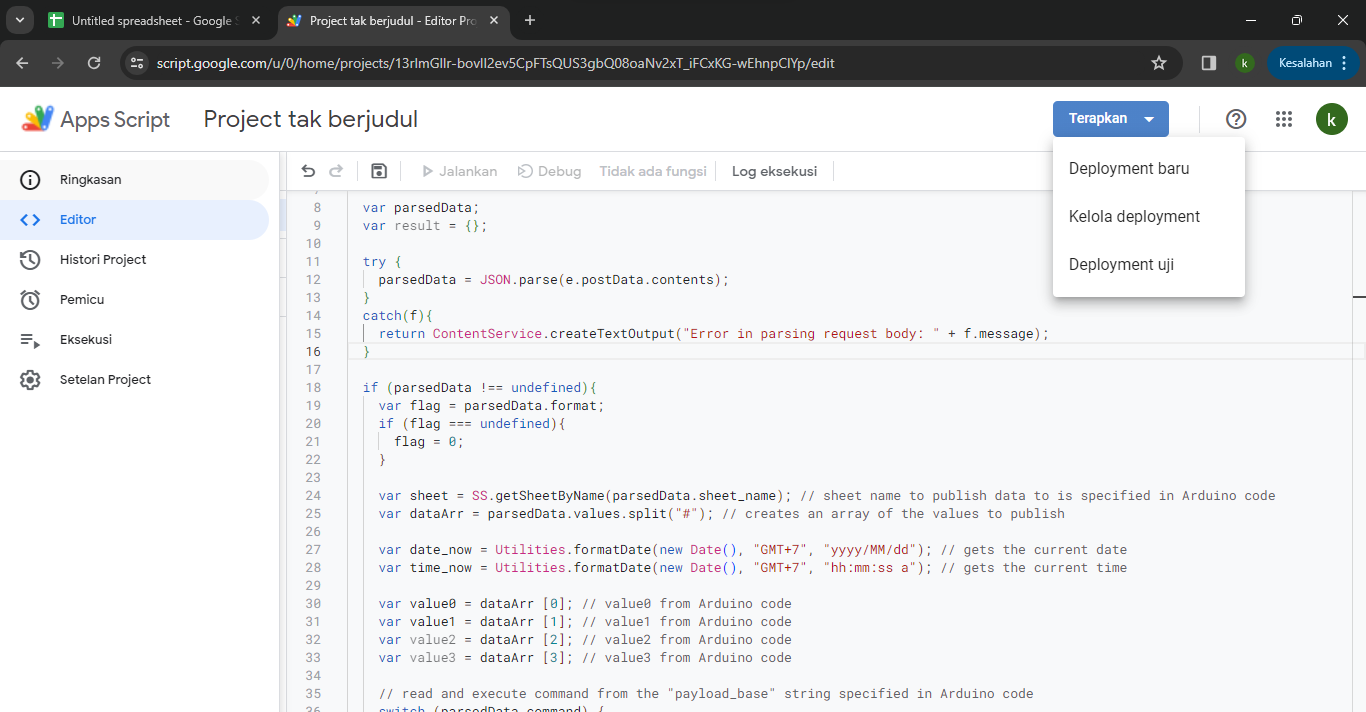 Untitled spreadsheet - Google S
Project tak berjudul - Editor Pro
script.google.com/u/0/home/projects/
k
Kesalahan
Apps Script
Project tak berjudul
Terapkan
k
Deployment baru
Kelola deployment
Deployment uji
Ringkasan
Editor
Histori Project
Pemicu
Eksekusi
Setelan Project
Jalankan
Debug
Tidak ada fungsi
Log eksekusi
8 var parsedData;
9 var result = {};
10
11 try {
12 parsedData = JSON.parse(e.postData.contents);
13 }
14 catch(f){
15 return ContentService.createTextOutput("Error in parsing request body: " + f.message);
16 }
17
18 if (parsedData !== undefined){
19 var flag = parsedData.format;
20 if (flag === undefined){
21 flag = 0;
22 }
23
24 var sheet = SS.getSheetByName(parsedData.sheet_name); // sheet name to publish data to is specified in Arduino code
25 var dataArr = parsedData.values.split("#"); // creates an array of the values to publish
26
27 var date_now = Utilities.formatDate(new Date(), "GMT+7", "yyyy/MM/dd"); // gets the current date
28 var time_now = Utilities.formatDate(new Date(), "GMT+7", "hh:mm:ss a"); // gets the current time
29
30 var value0 = dataArr [0]; // value0 from Arduino code
31 var value1 = dataArr [1]; // value1 from Arduino code
32 var value2 = dataArr [2]; // value2 from Arduino code
33 var value3 = dataArr [3]; // value3 from Arduino code
34
35 // read and execute command from the "payload_base" string specified in Arduino code
36 switch (parsedData.command) {